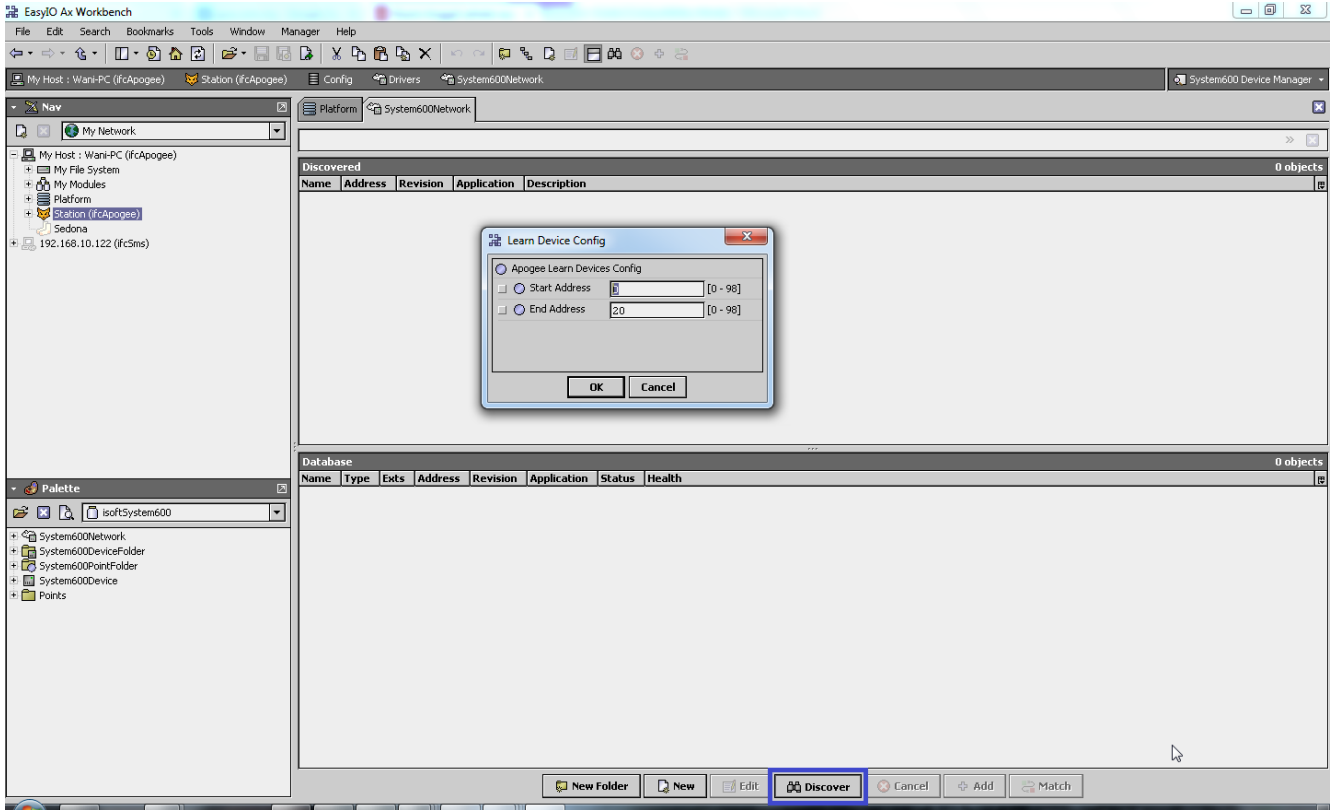 EasyIO Ax Workbench
File Edit Search Bookmarks Tools Window Manager Help
My Host : Wani-PC (ifcApogee) Station (ifcApogee) Config Drivers System600Network System600 Device Manager
Nav
My Network
My Host : Wani-PC (ifcApogee)
My File System
My Modules
Platform
Station (ifcApogee)
Sedona
192.168.10.122 (ifcSms)
Platform System600Network
Discovered 0 objects
Name Address Revision Application Description
Learn Device Config
Apogee Learn Devices Config
Start Address [0 - 98]
End Address 20 [0 - 98]
OK Cancel
Database 0 objects
Name Type Exts Address Revision Application Status Health
Palette
isoftSystem600
System600Network
System600DeviceFolder
System600PointFolder
System600Device
Points
New Folder New Edit Discover Cancel Add Match